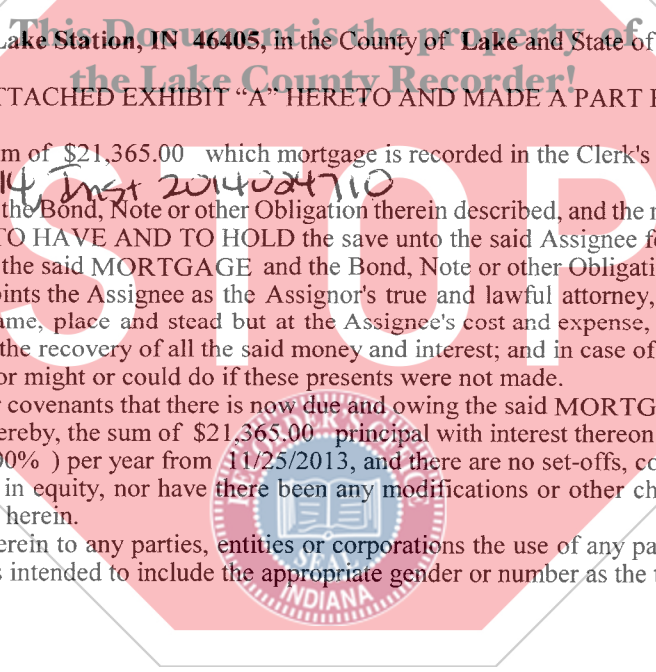 This Document is the property of
Lake Station, IN 46405, in the County of Lake and State of
the Lake County Recorder!
TTACHED EXHIBIT “A” HERETO AND MADE A PART
m of $21,365.00 which mortgage is recorded in the Clerk's
14, Inst 2014024710
the Bond, Note or other Obligation therein described, and the
TO HAVE AND TO HOLD the save unto the said Assignee
the said MORTGAGE and the Bond, Note or other Obligati
ints the Assignee as the Assignor's true and lawful attorney,
ame, place and stead but at the Assignee's cost and expense,
the recovery of all the said money and interest; and in case of
or might or could do if these presents were not made.
r covenants that there is now due and owing the said MORTG
ereby, the sum of $21,365.00 principal with interest thereon
00% ) per year from 11/25/2013, and there are no set-offs, co
in equity, nor have there been any modifications or other ch
herein.
erein to any parties, entities or corporations the use of any pa
s intended to include the appropriate gender or number as the
STOP
RECORDER'S OFFICE
SEAL
INDIANA